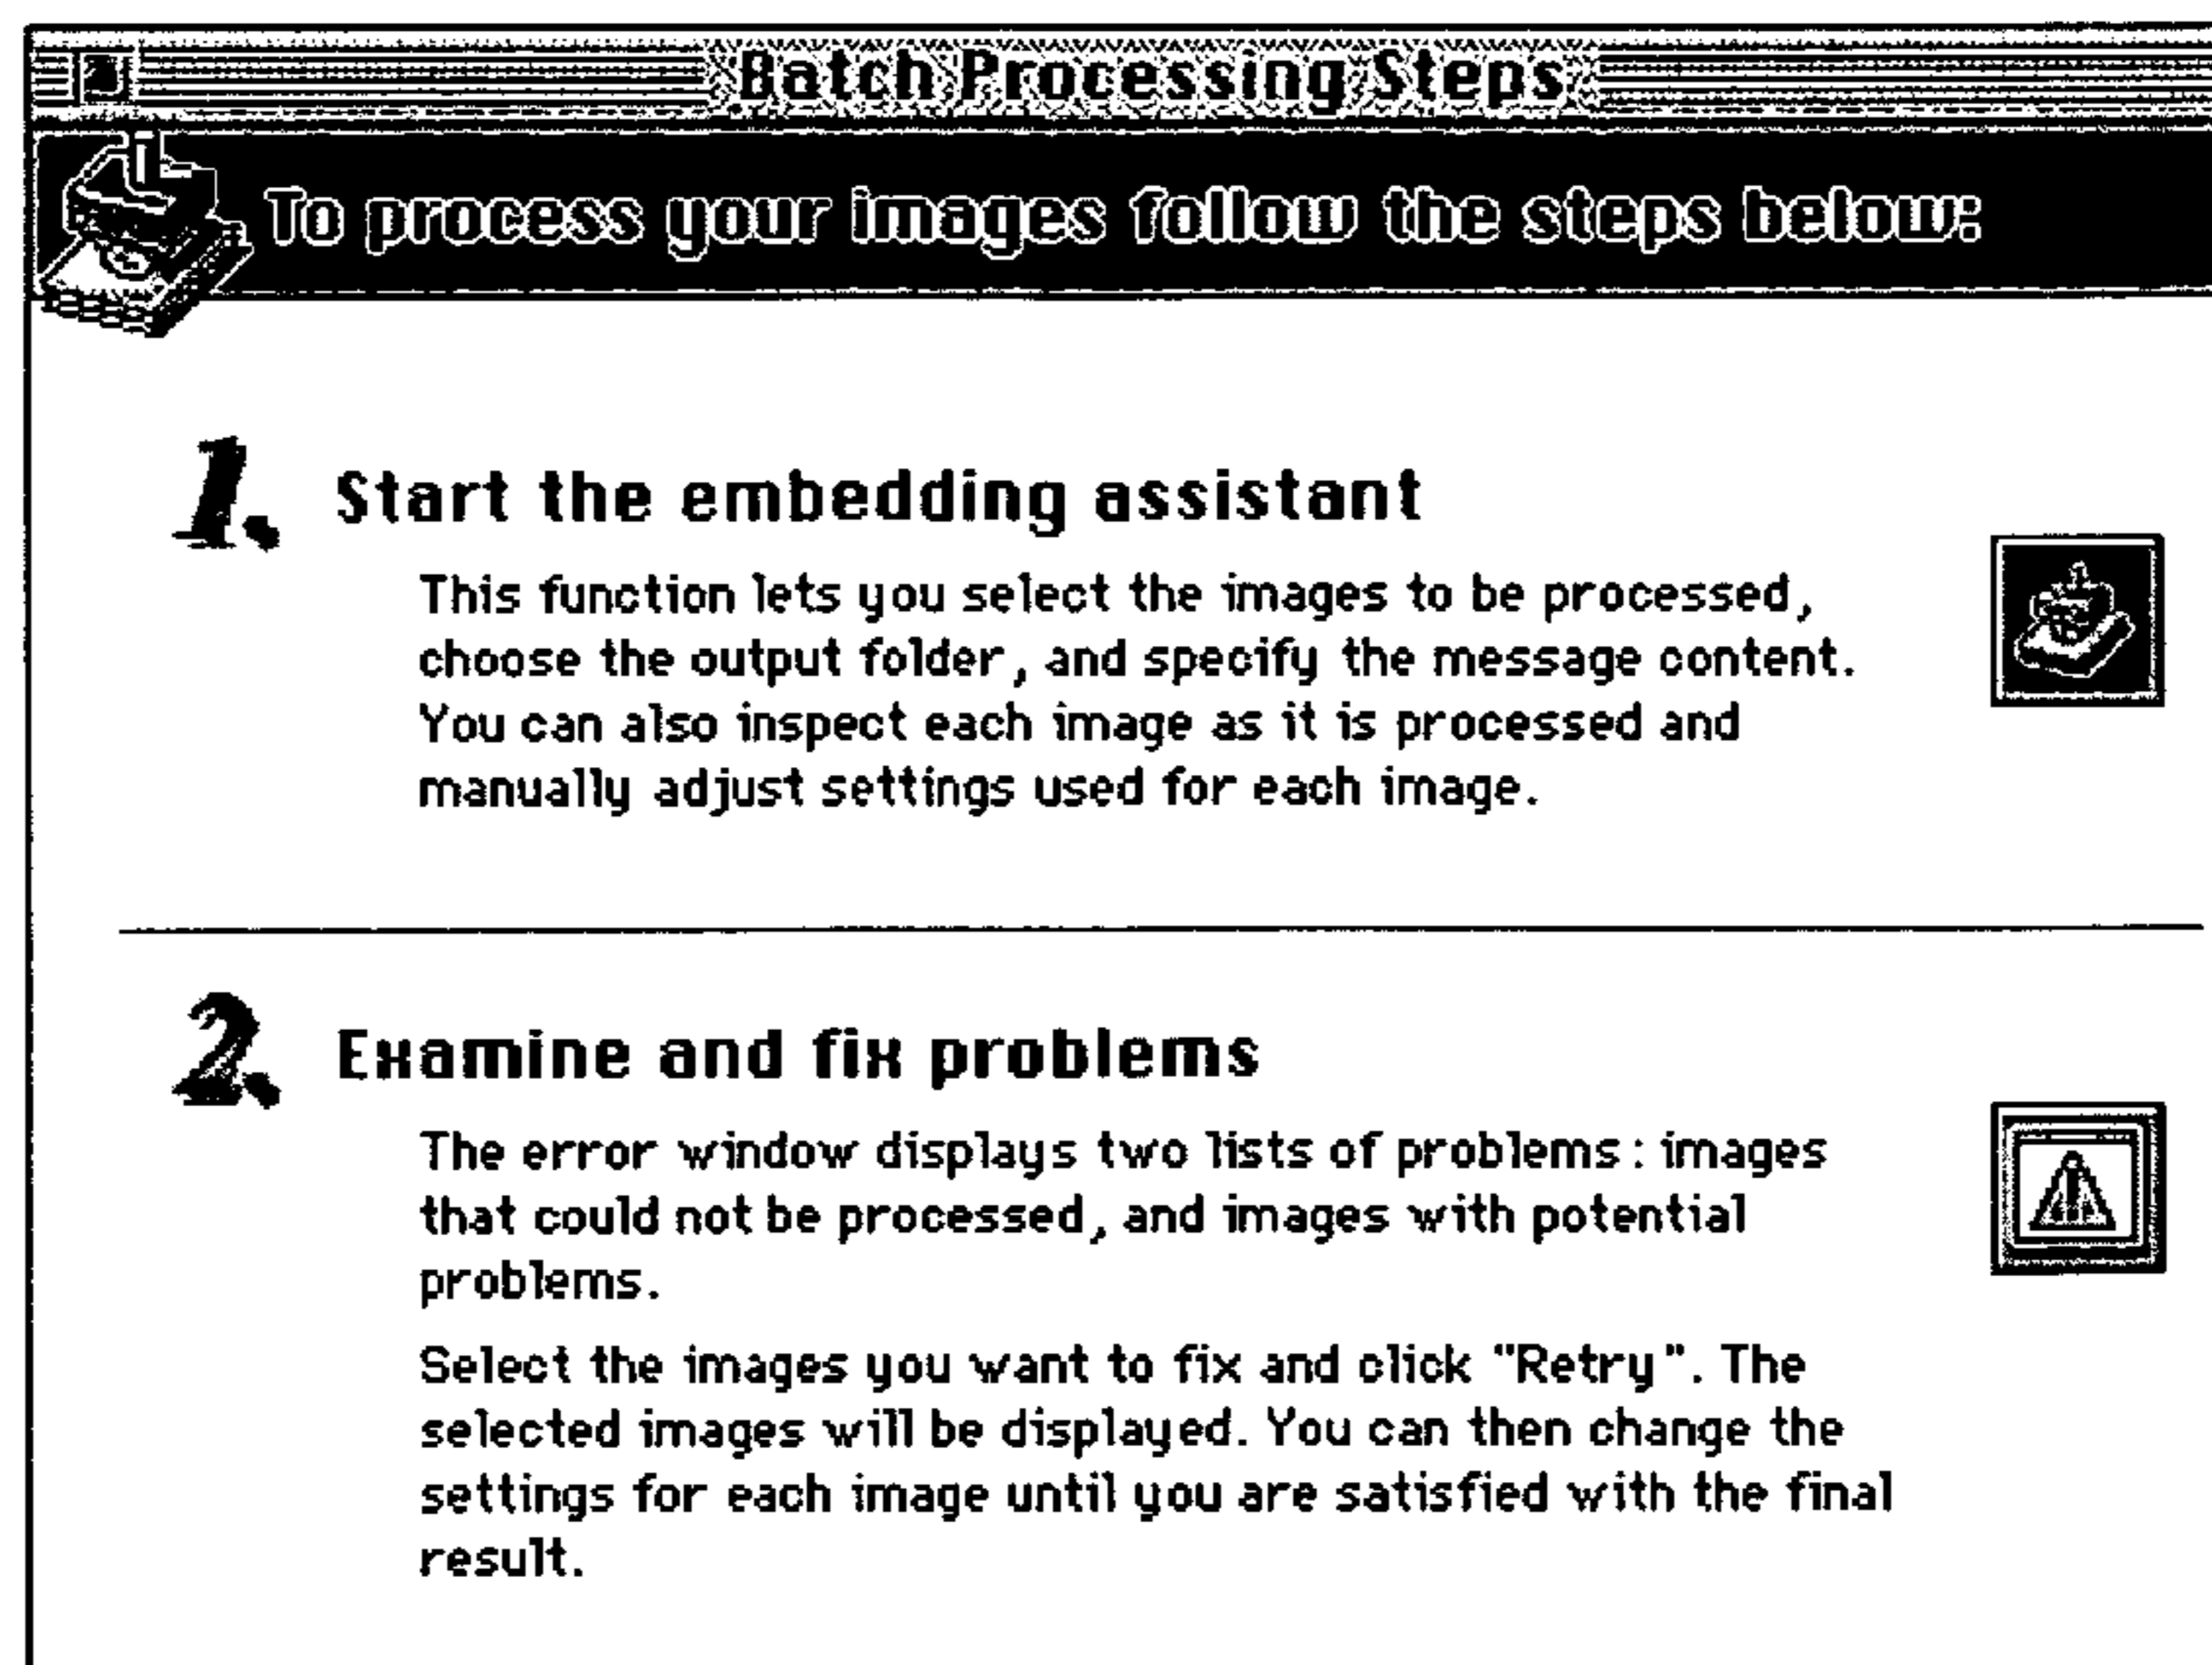 Batch Processing Steps
To process your images follow the steps below:
1. Start the embedding assistant
This function lets you select the images to be processed,
choose the output folder, and specify the message content.
You can also inspect each image as it is processed and
manually adjust settings used for each image.
2. Examine and fix problems
The error window displays two lists of problems: images
that could not be processed, and images with potential
problems.
Select the images you want to fix and click "Retry". The
selected images will be displayed. You can then change the
settings for each image until you are satisfied with the final
result.